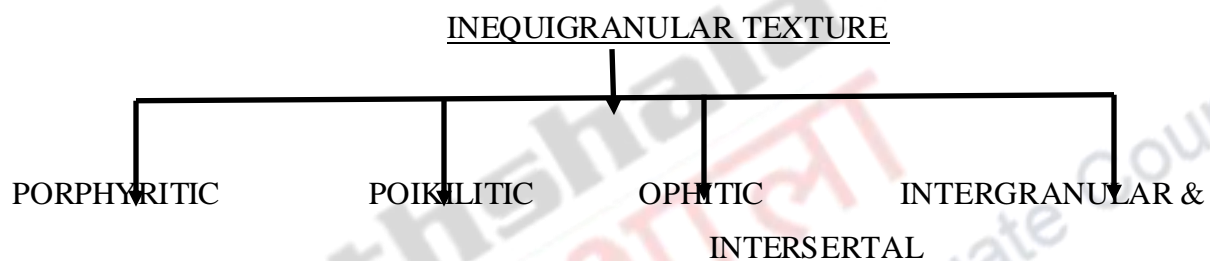 INEQUIGRANULAR TEXTURE
PORPHYRITIC POIKILITIC OPHITIC INTERGRANULAR &
INTERSERTAL